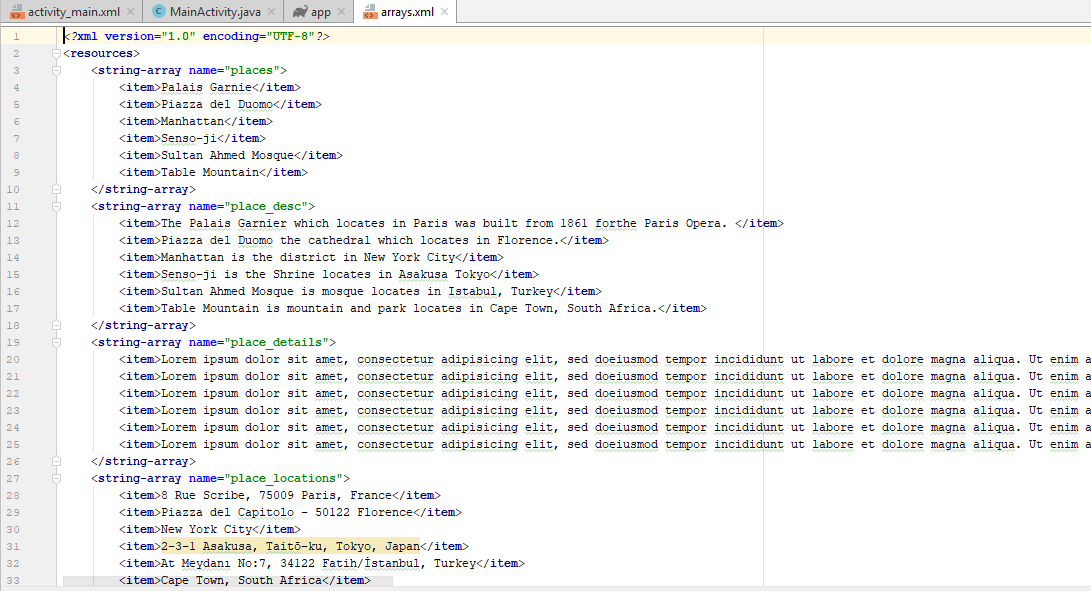 activity_main.xml × MainActivity.java × app × arrays.xml ×
1 <?xml version="1.0" encoding="UTF-8"?>
2 <resources>
3 <string-array name="places">
4 <item>Palais Garnie</item>
5 <item>Piazza del Duomo</item>
6 <item>Manhattan</item>
7 <item>Senso-ji</item>
8 <item>Sultan Ahmed Mosque</item>
9 <item>Table Mountain</item>
10 </string-array>
11 <string-array name="place_desc">
12 <item>The Palais Garnier which locates in Paris was built from 1861 forthe Paris Opera. </item>
13 <item>Piazza del Duomo the cathedral which locates in Florence.</item>
14 <item>Manhattan is the district in New York City</item>
15 <item>Senso-ji is the Shrine locates in Asakusa Tokyo</item>
16 <item>Sultan Ahmed Mosque is mosque locates in Istabul, Turkey</item>
17 <item>Table Mountain is mountain and park locates in Cape Town, South Africa.</item>
18 </string-array>
19 <string-array name="place_details">
20 <item>Lorem ipsum dolor sit amet, consectetur adipisicing elit, sed doeiusmod tempor incididunt ut labore et dolore magna aliqua. Ut enim a
21 <item>Lorem ipsum dolor sit amet, consectetur adipisicing elit, sed doeiusmod tempor incididunt ut labore et dolore magna aliqua. Ut enim a
22 <item>Lorem ipsum dolor sit amet, consectetur adipisicing elit, sed doeiusmod tempor incididunt ut labore et dolore magna aliqua. Ut enim a
23 <item>Lorem ipsum dolor sit amet, consectetur adipisicing elit, sed doeiusmod tempor incididunt ut labore et dolore magna aliqua. Ut enim a
24 <item>Lorem ipsum dolor sit amet, consectetur adipisicing elit, sed doeiusmod tempor incididunt ut labore et dolore magna aliqua. Ut enim a
25 <item>Lorem ipsum dolor sit amet, consectetur adipisicing elit, sed doeiusmod tempor incididunt ut labore et dolore magna aliqua. Ut enim a
26 </string-array>
27 <string-array name="place_locations">
28 <item>8 Rue Scribe, 75009 Paris, France</item>
29 <item>Piazza del Capitolo - 50122 Florence</item>
30 <item>New York City</item>
31 <item>2-3-1 Asakusa, Taitō-ku, Tokyo, Japan</item>
32 <item>At Meydanı No:7, 34122 Fatih/İstanbul, Turkey</item>
33 <item>Cape Town, South Africa</item>